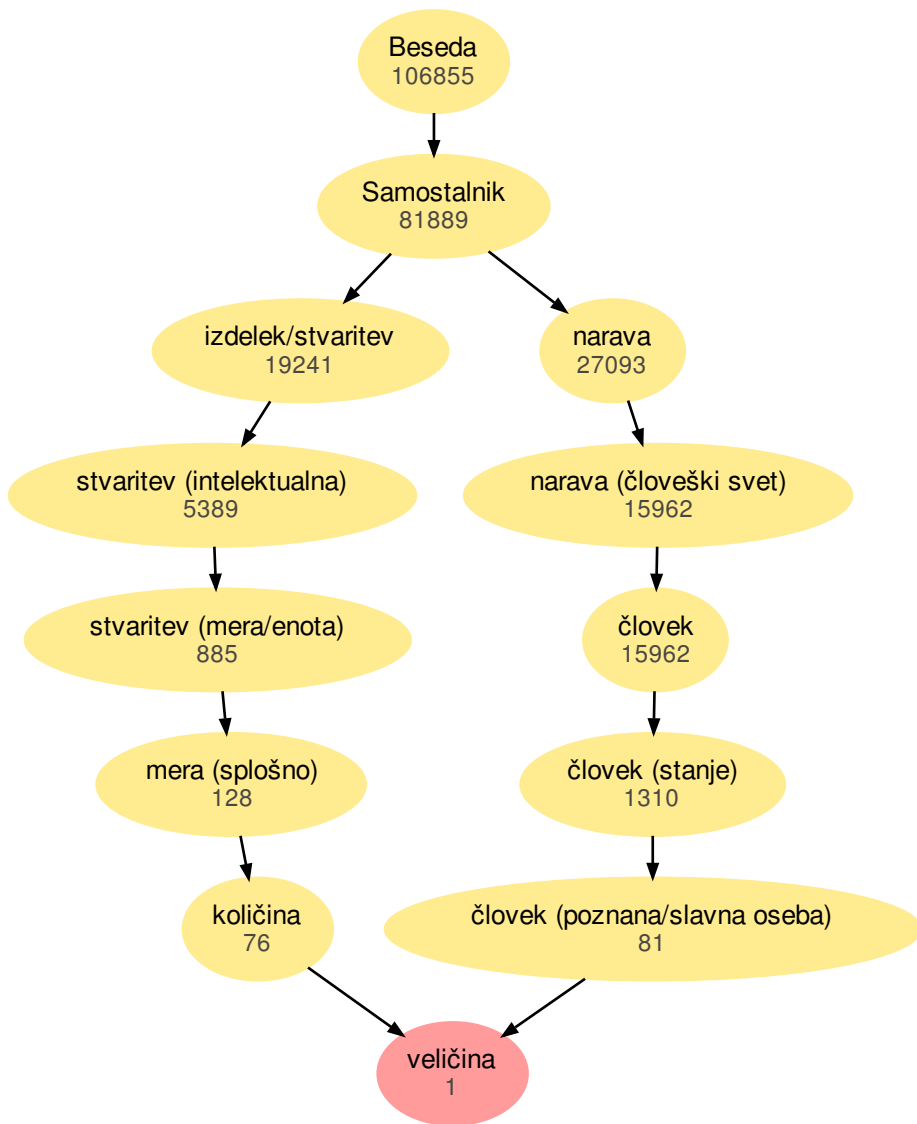 Beseda
106855
Samostalnik
81889
izdelek/stvaritev
19241
narava
27093
stvaritev (intelektualna)
5389
narava (človeški svet)
15962
stvaritev (mera/enota)
885
človek
15962
mera (splošno)
128
človek (stanje)
1310
količina
76
človek (poznana/slavna oseba)
81
veličina
1